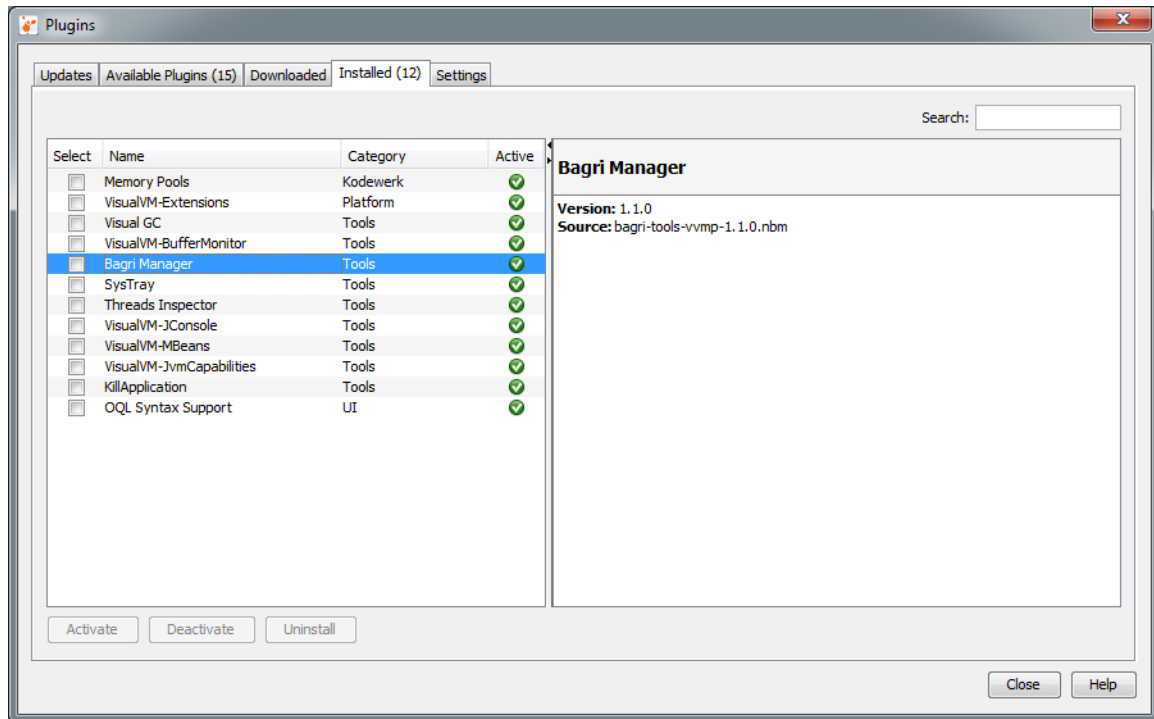 Plugins
Updates Available Plugins (15) Downloaded Installed (12) Settings
Search:
Select Name Category Active
Memory Pools Kodewerk
VisualVM-Extensions Platform
Visual GC Tools
VisualVM-BufferMonitor Tools
Bagri Manager Tools
SysTray Tools
Threads Inspector Tools
VisualVM-JConsole Tools
VisualVM-MBeans Tools
VisualVM-JvmCapabilities Tools
KillApplication Tools
OQL Syntax Support UI
Bagri Manager
Version: 1.1.0
Source: bagri-tools-vvmp-1.1.0.nbm
Activate Deactivate Uninstall
Close Help